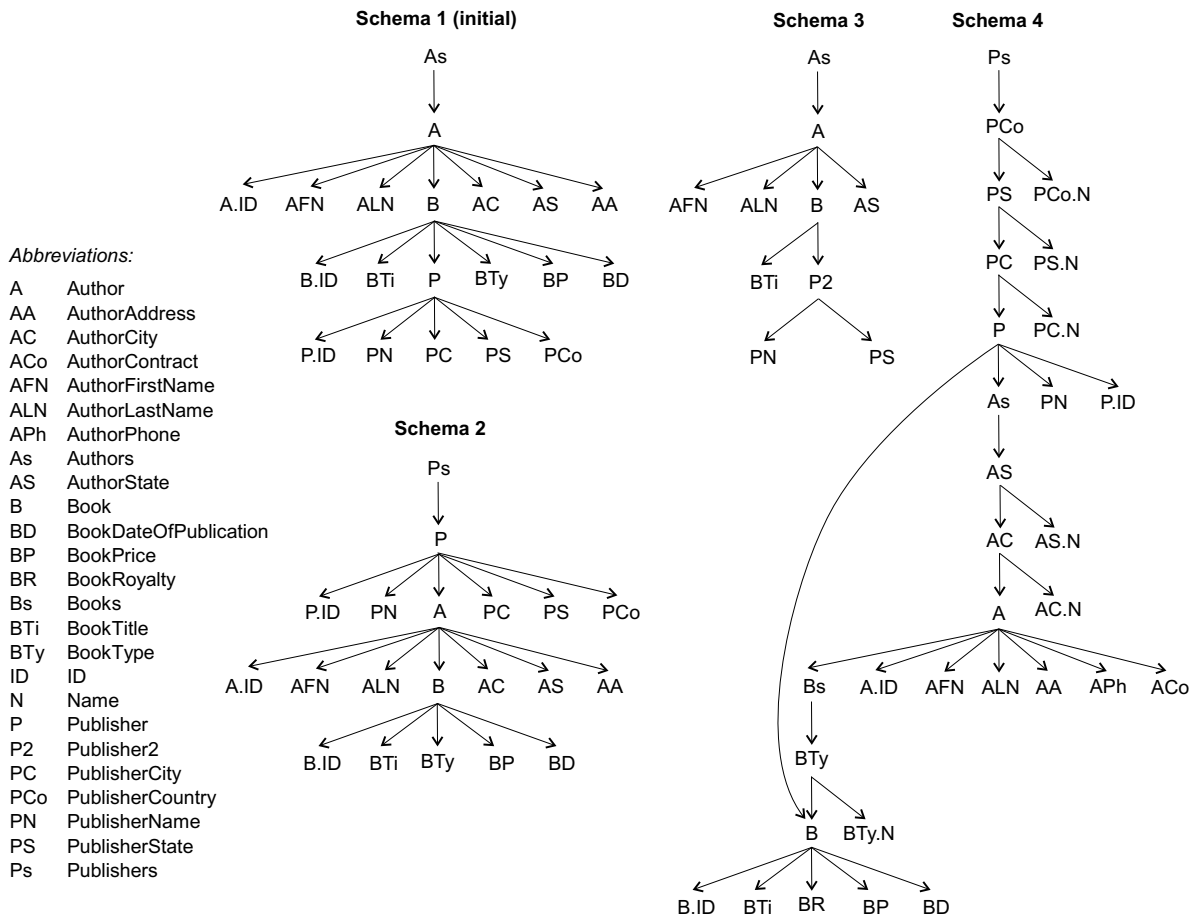 Schema 1 (initial)
As
A
A.ID AFN ALN B AC AS AA
B.ID BTi P BTy BP BD
P.ID PN PC PS PCo
Schema 2
Ps
P
P.ID PN A PC PS PCo
A.ID AFN ALN B AC AS AA
B.ID BTi BTy BP BD
Schema 3
As
A
AFN ALN B AS
BTi P2
PN PS
Schema 4
Ps
PCo
PS PCo.N
PC PS.N
P PC.N
As PN P.ID
AS
AC AS.N
A AC.N
Bs A.ID AFN ALN AA APh ACo
BTy
B BTy.N
B.ID BTi BR BP BD
Abbreviations:
A Author
AA AuthorAddress
AC AuthorCity
ACo AuthorContract
AFN AuthorFirstName
ALN AuthorLastName
APh AuthorPhone
As Authors
AS AuthorState
B Book
BD BookDateOfPublication
BP BookPrice
BR BookRoyalty
Bs Books
BTi BookTitle
BTy BookType
ID ID
N Name
P Publisher
P2 Publisher2
PC PublisherCity
PCo PublisherCountry
PN PublisherName
PS PublisherState
Ps Publishers